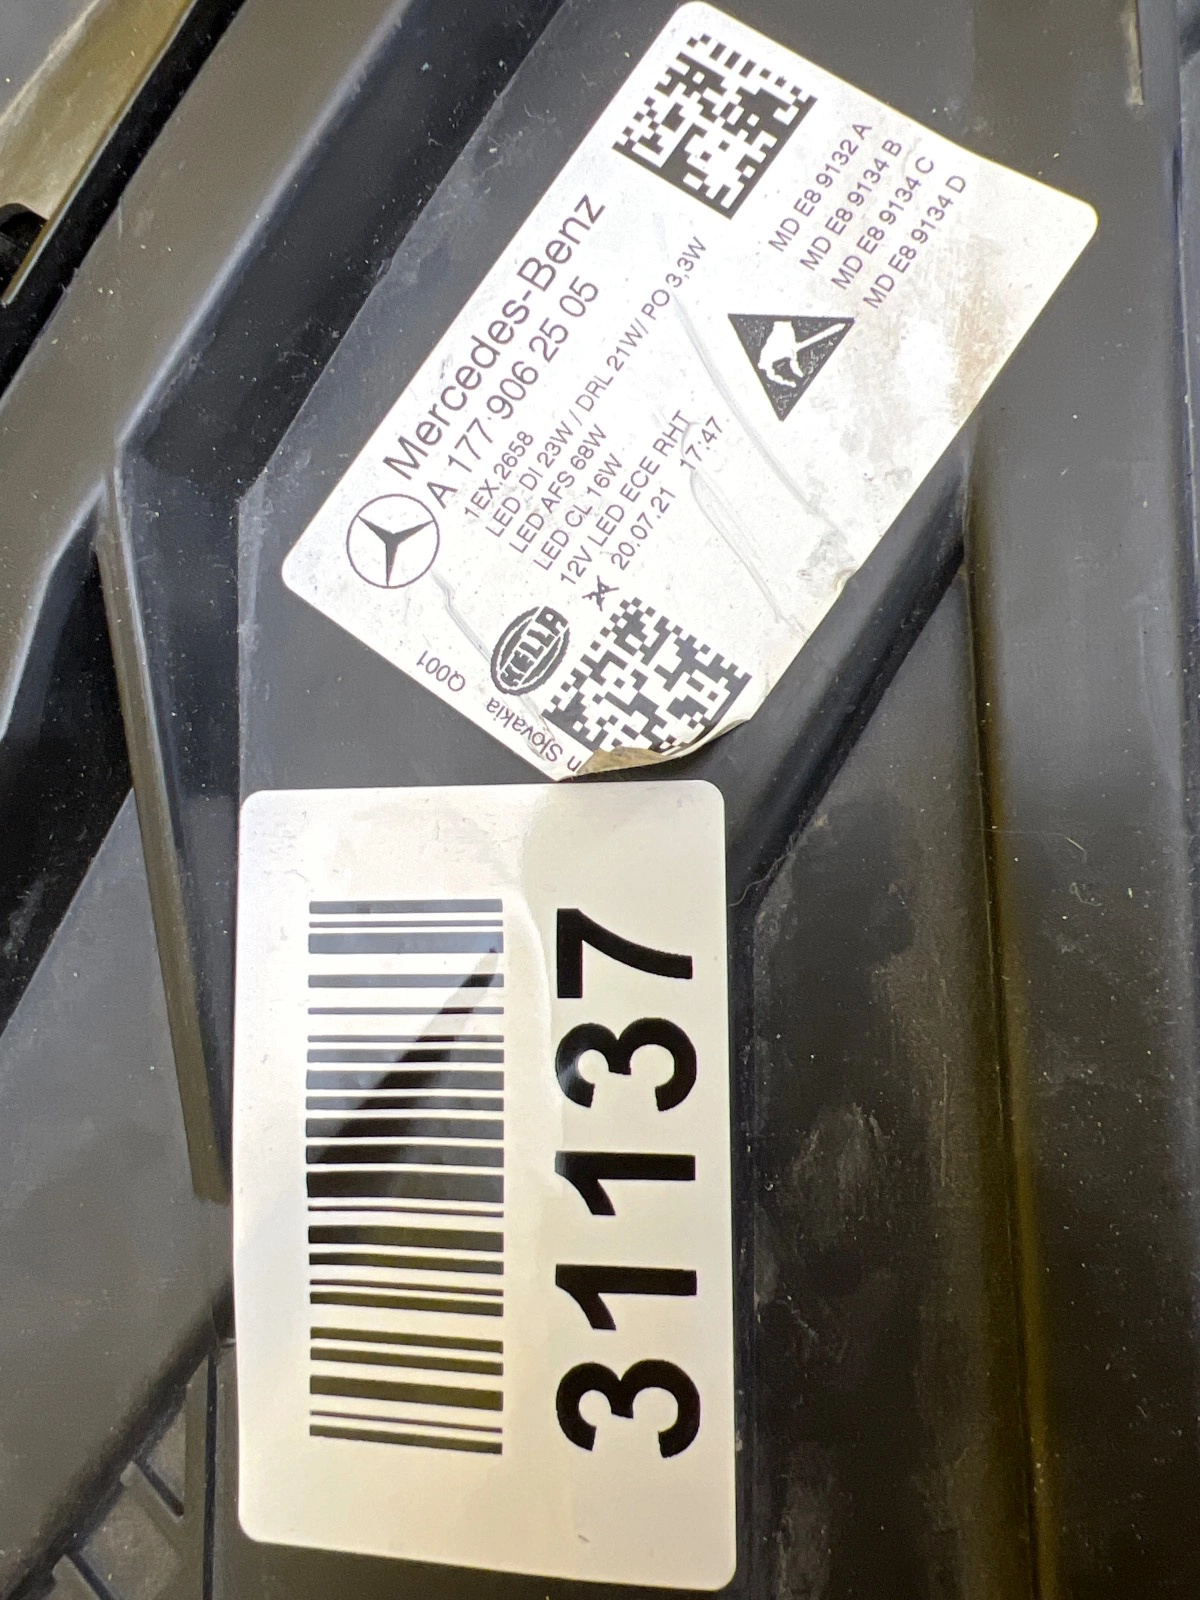 Mercedes-Benz
A 177 906 25 05
1EX.2658
LED DI 23W / DRL 21W/ PO 3,3W
LED AFS 68W
LED CL 16W
12V LED ECE RHT
20.07.21 17:47
HELLA
Q001
n Slovakia
MD E8 9132 A
MD E8 9134 B
MD E8 9134 C
MD E8 9134 D
31137